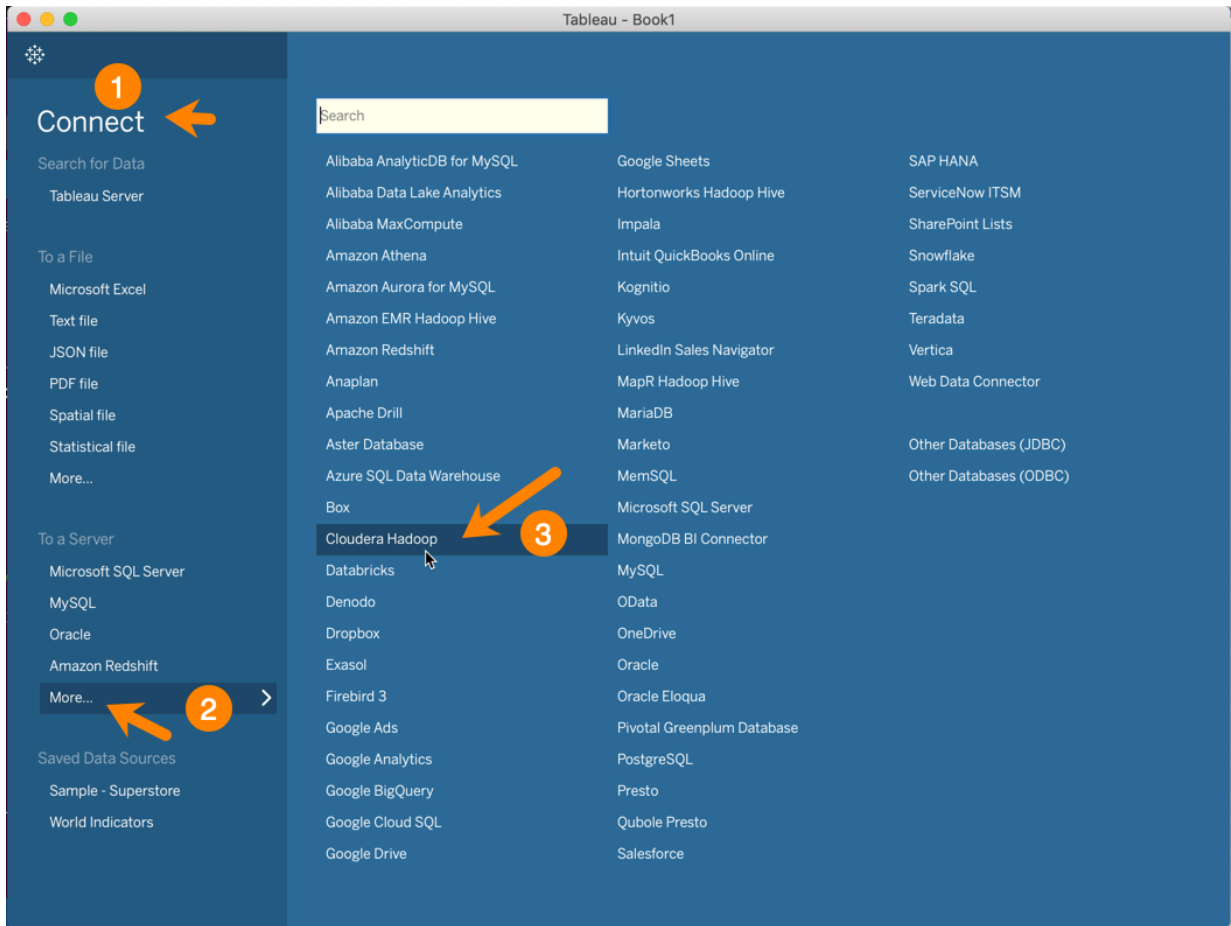 Tableau - Book1
1
Connect
Search for Data
Tableau Server
To a File
Microsoft Excel
Text file
JSON file
PDF file
Spatial file
Statistical file
More...
To a Server
Microsoft SQL Server
MySQL
Oracle
Amazon Redshift
More...
2
Saved Data Sources
Sample - Superstore
World Indicators
Search
Alibaba AnalyticDB for MySQL
Alibaba Data Lake Analytics
Alibaba MaxCompute
Amazon Athena
Amazon Aurora for MySQL
Amazon EMR Hadoop Hive
Amazon Redshift
Anaplan
Apache Drill
Aster Database
Azure SQL Data Warehouse
Box
Cloudera Hadoop
3
Databricks
Denodo
Dropbox
Exasol
Firebird 3
Google Ads
Google Analytics
Google BigQuery
Google Cloud SQL
Google Drive
Google Sheets
Hortonworks Hadoop Hive
Impala
Intuit QuickBooks Online
Kognitio
Kyvos
LinkedIn Sales Navigator
MapR Hadoop Hive
MariaDB
Marketo
MemSQL
Microsoft SQL Server
MongoDB BI Connector
MySQL
OData
OneDrive
Oracle
Oracle Eloqua
Pivotal Greenplum Database
PostgreSQL
Presto
Qubole Presto
Salesforce
SAP HANA
ServiceNow ITSM
SharePoint Lists
Snowflake
Spark SQL
Teradata
Vertica
Web Data Connector
Other Databases (JDBC)
Other Databases (ODBC)